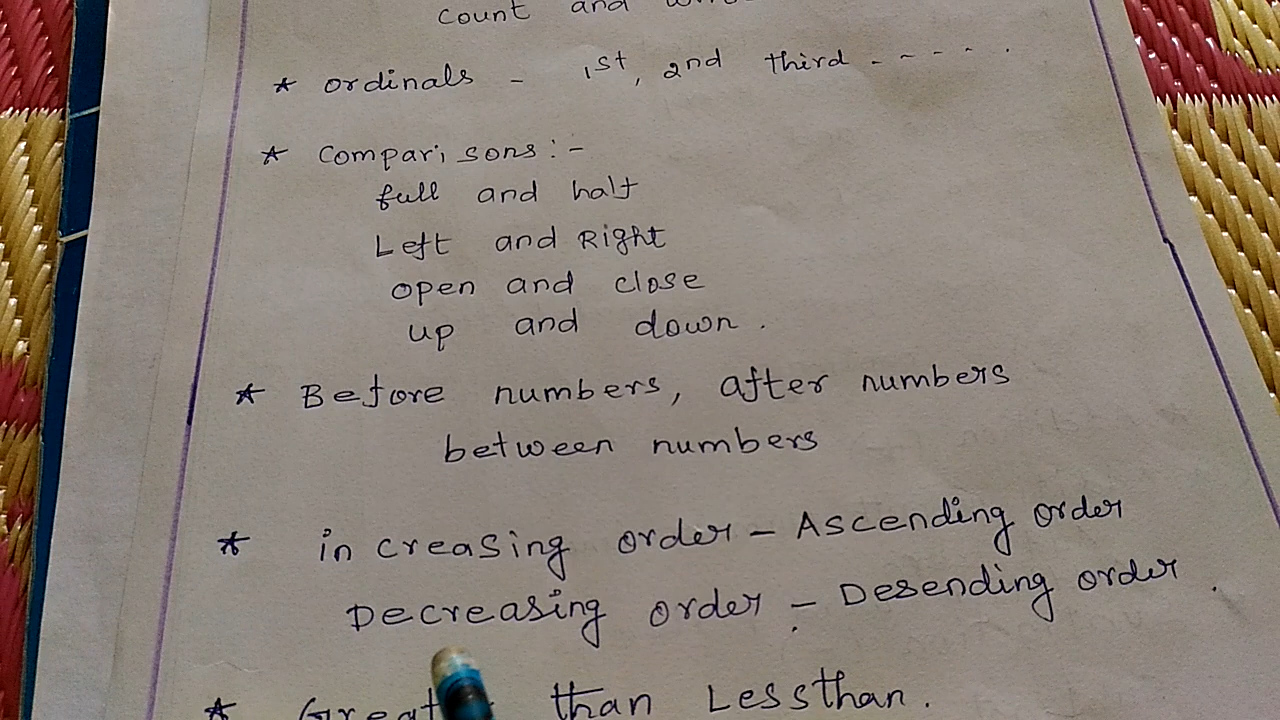 count and
* ordinals - 1st, 2nd third - - - - .
* Comparisons:-
full and half
Left and Right
open and close
up and down.
* Before numbers, after numbers
between numbers
* increasing order - Ascending order
Decreasing order - Desending order.
* than Lessthan.